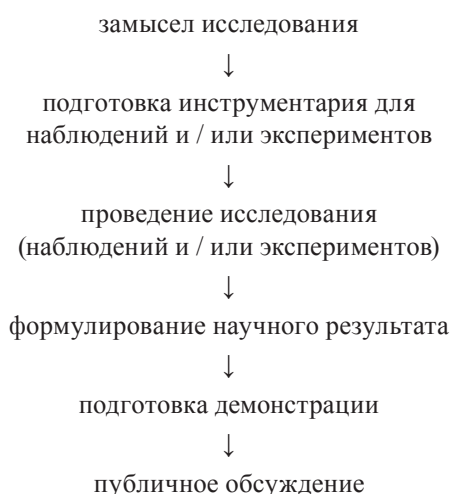 замысел исследования
↓
подготовка инструментария для
наблюдений и / или экспериментов
↓
проведение исследования
(наблюдений и / или экспериментов)
↓
формулирование научного результата
↓
подготовка демонстрации
↓
публичное обсуждение